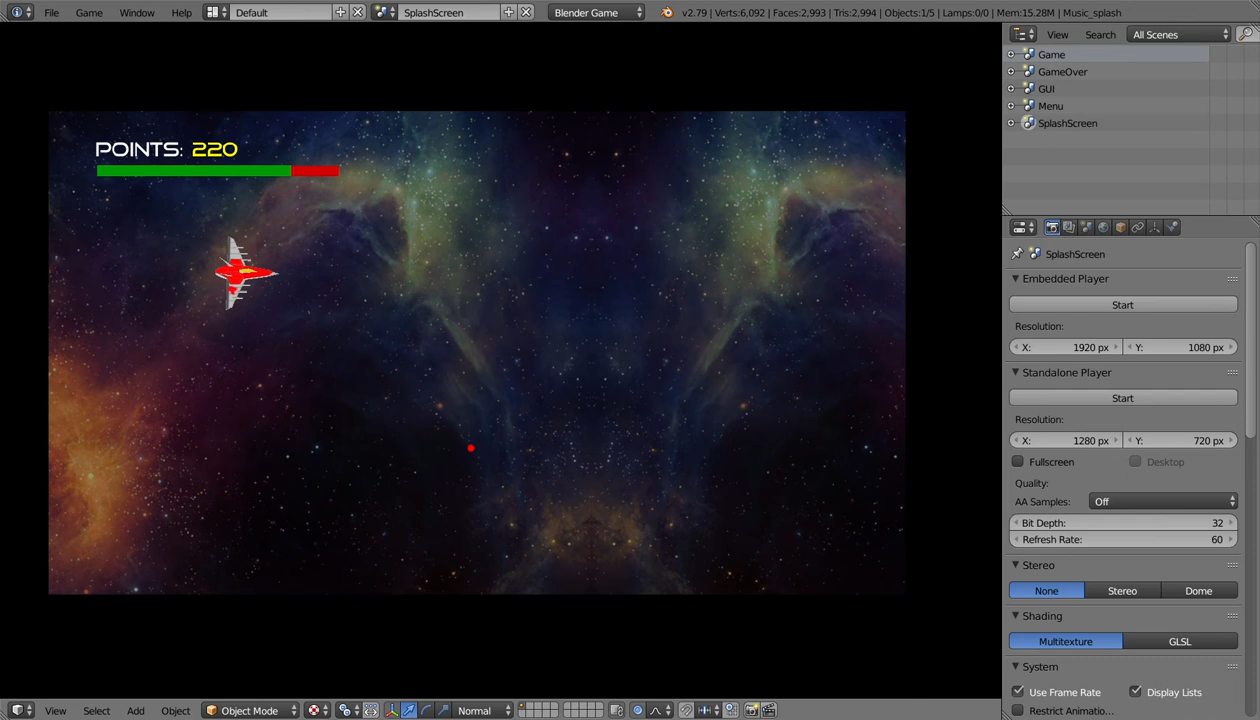 File Game Window Help Default SplashScreen Blender Game v2.79 | Verts:6,092 | Faces:2,993 | Tris:2,994 | Objects:1/5 | Lamps:0/0 | Mem:15.28M | Music_splash
View Search All Scenes
Game
GameOver
GUI
Menu
SplashScreen
POINTS: 220
SplashScreen
Embedded Player
Start
Resolution:
X: 1920 px Y: 1080 px
Standalone Player
Start
Resolution:
X: 1280 px Y: 720 px
Fullscreen Desktop
Quality:
AA Samples: Off
Bit Depth: 32
Refresh Rate: 60
Stereo
None Stereo Dome
Shading
Multitexture GLSL
System
Use Frame Rate Display Lists
Restrict Animatio...
View Select Add Object Object Mode Normal